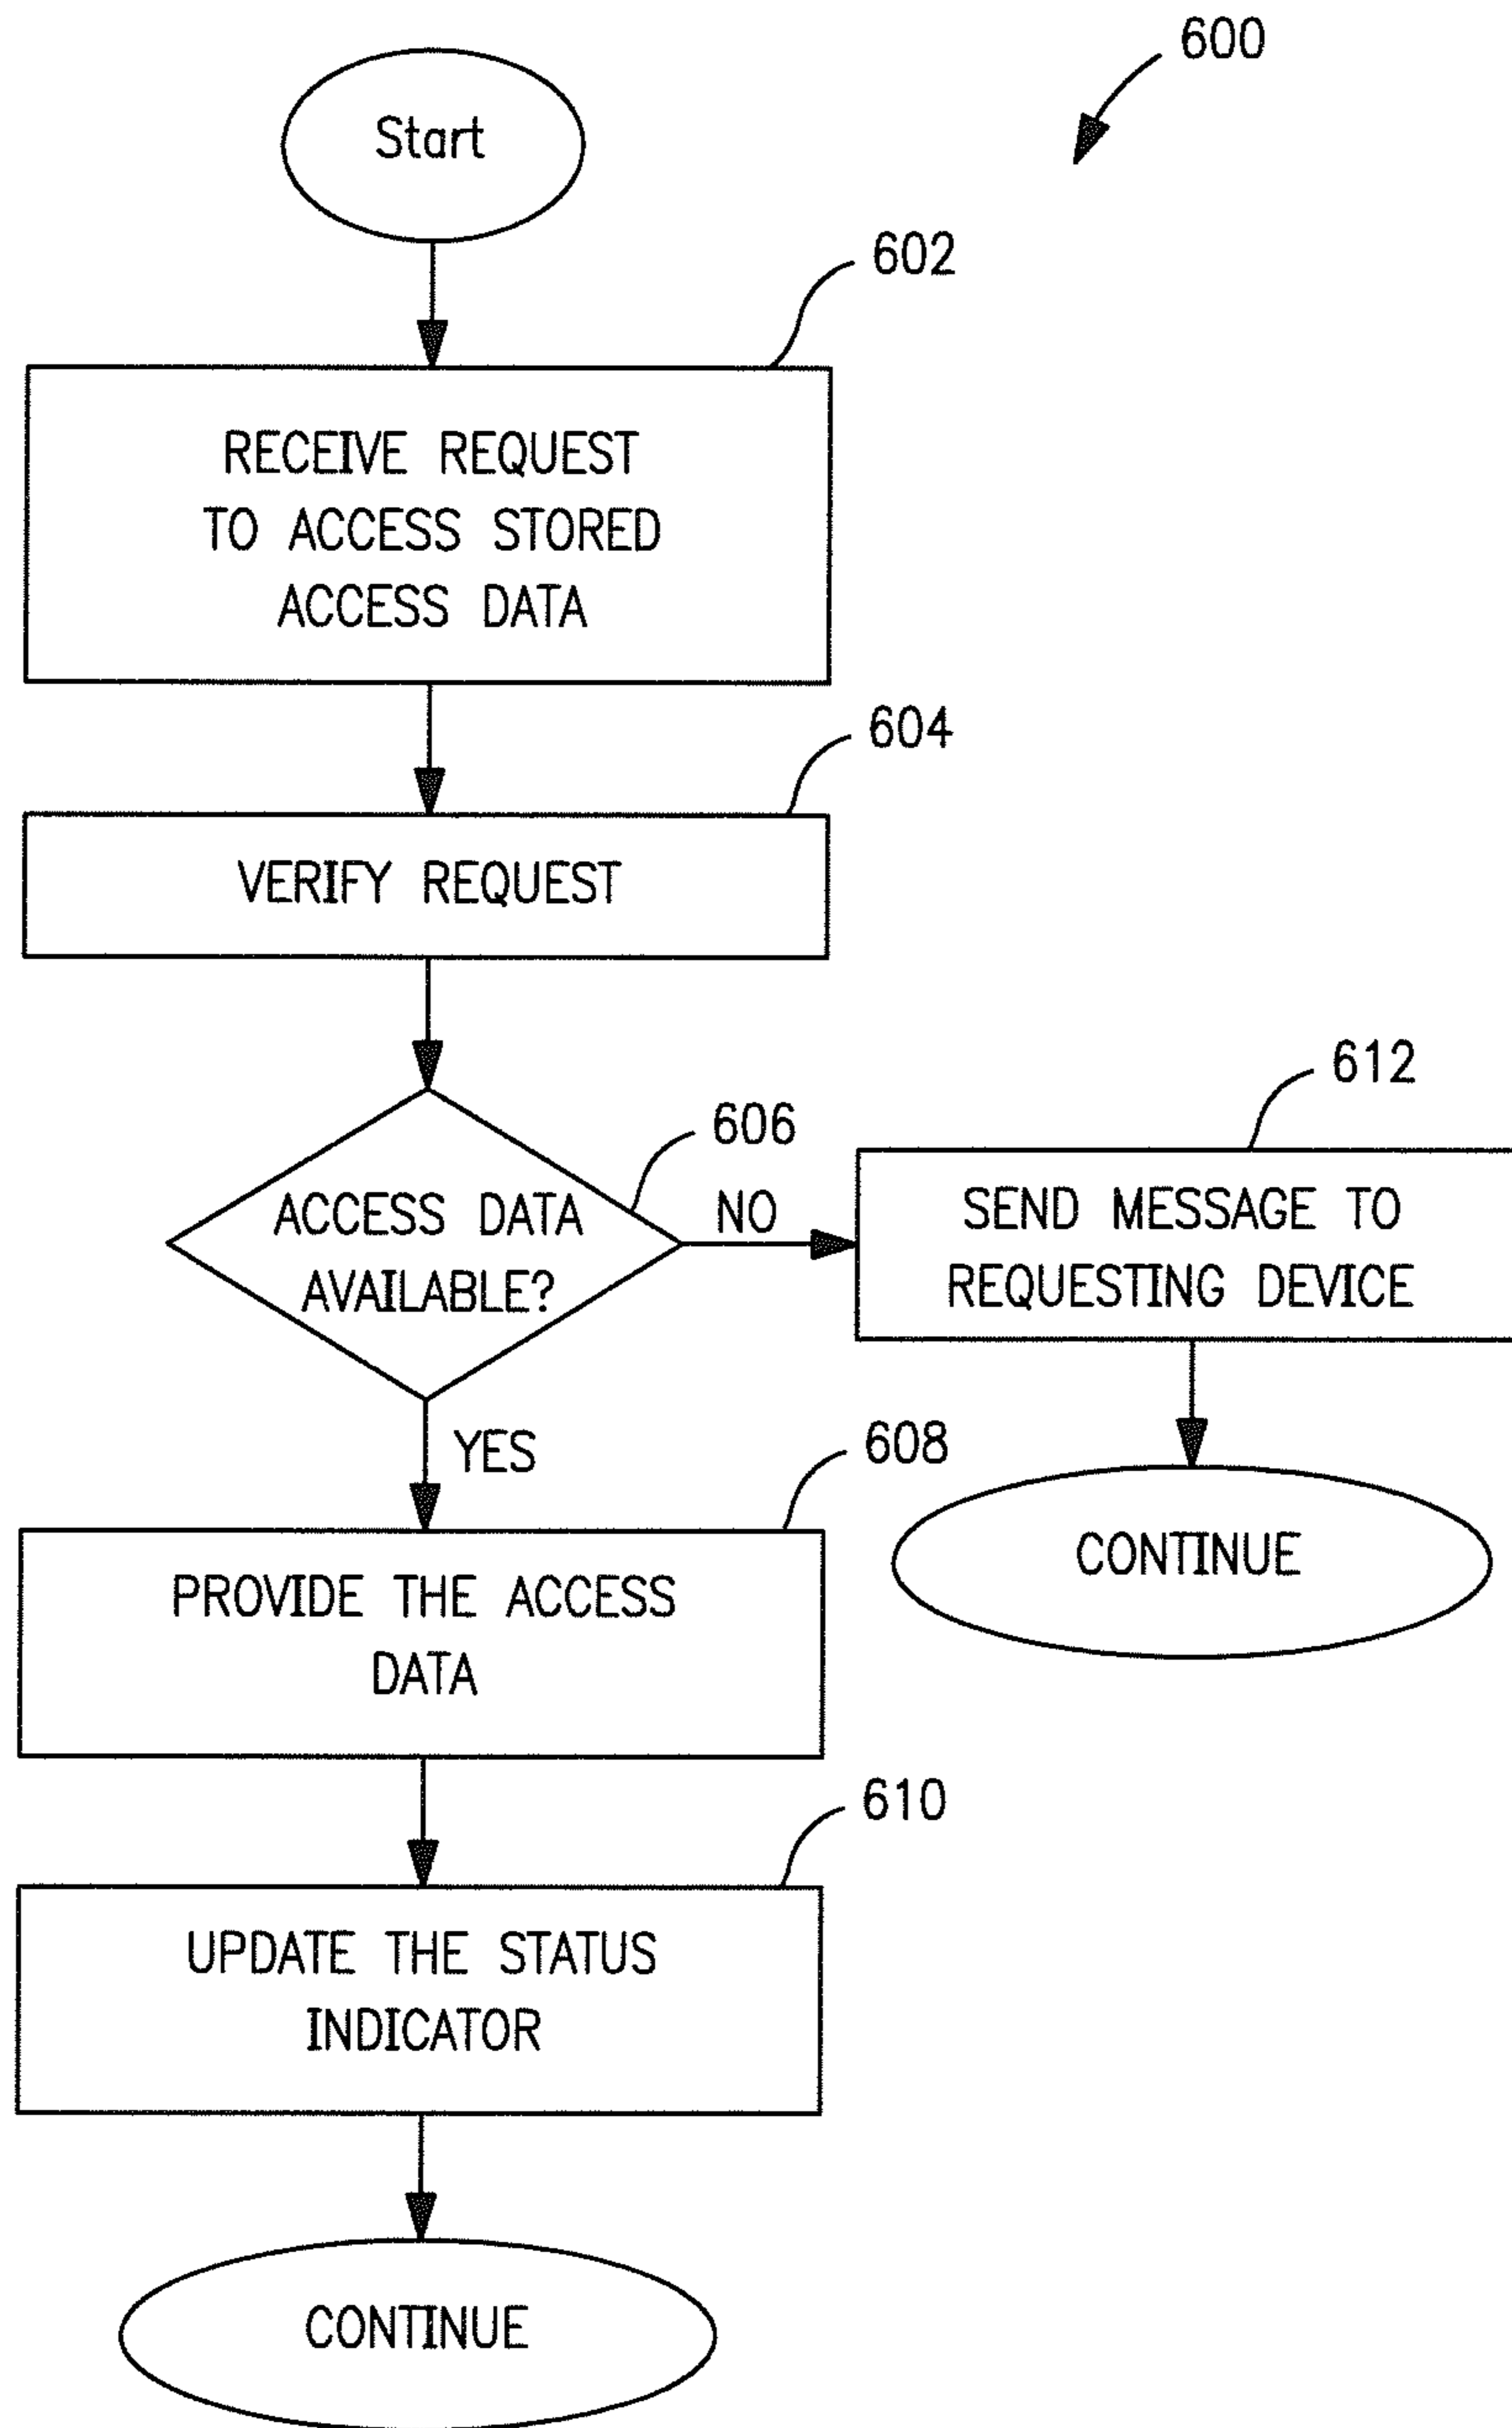 600
Start
602
RECEIVE REQUEST
TO ACCESS STORED
ACCESS DATA
604
VERIFY REQUEST
606
ACCESS DATA
AVAILABLE?
NO
612
SEND MESSAGE TO
REQUESTING DEVICE
CONTINUE
YES
608
PROVIDE THE ACCESS
DATA
610
UPDATE THE STATUS
INDICATOR
CONTINUE